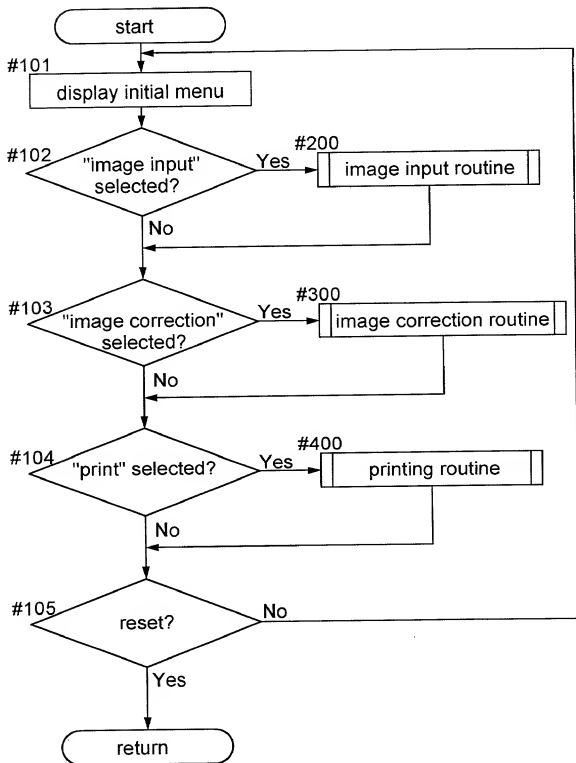 start
#101
display initial menu
#102
"image input"
selected?
Yes
#200
image input routine
No
#103
"image correction"
selected?
Yes
#300
image correction routine
No
#104
"print" selected?
Yes
#400
printing routine
No
#105
reset?
No
Yes
return